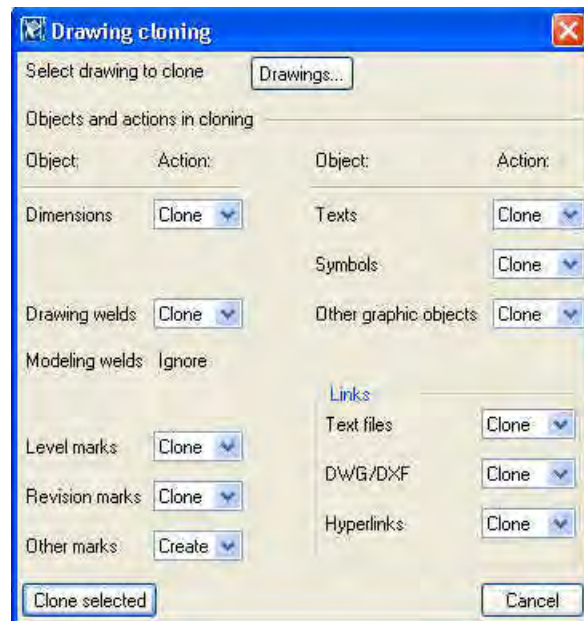 Drawing cloning
Select drawing to clone Drawings...
Objects and actions in cloning
Object: Action: Object: Action:
Dimensions Clone Texts Clone
Symbols Clone
Drawing welds Clone Other graphic objects Clone
Modeling welds Ignore
Links
Text files Clone
Level marks Clone
DWG/DXF Clone
Revision marks Clone
Hyperlinks Clone
Other marks Create
Clone selected Cancel